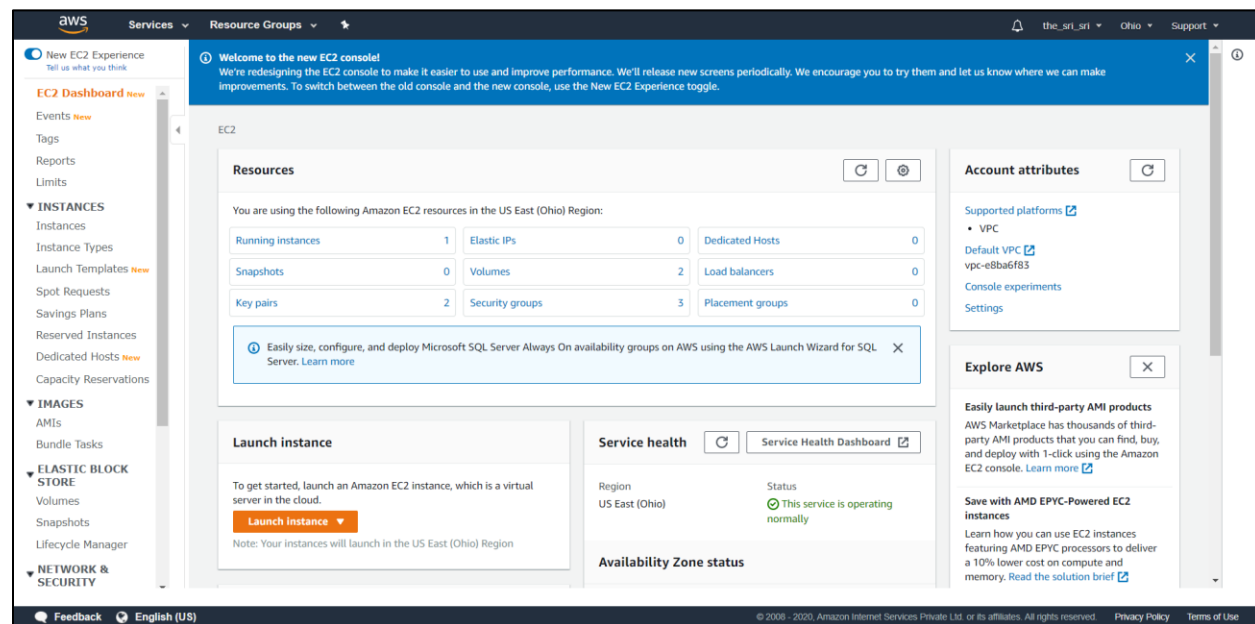 aws
Services
Resource Groups
the_sri_sri
Ohio
Support
New EC2 Experience
Tell us what you think
EC2 Dashboard New
Events New
Tags
Reports
Limits
INSTANCES
Instances
Instance Types
Launch Templates New
Spot Requests
Savings Plans
Reserved Instances
Dedicated Hosts New
Capacity Reservations
IMAGES
AMIs
Bundle Tasks
ELASTIC BLOCK
STORE
Volumes
Snapshots
Lifecycle Manager
NETWORK &
SECURITY
Welcome to the new EC2 console!
We're redesigning the EC2 console to make it easier to use and improve performance. We'll release new screens periodically. We encourage you to try them and let us know where we can make
improvements. To switch between the old console and the new console, use the New EC2 Experience toggle.
EC2
Resources
You are using the following Amazon EC2 resources in the US East (Ohio) Region:
Running instances 1
Elastic IPs 0
Dedicated Hosts 0
Snapshots 0
Volumes 2
Load balancers 0
Key pairs 2
Security groups 3
Placement groups 0
Easily size, configure, and deploy Microsoft SQL Server Always On availability groups on AWS using the AWS Launch Wizard for SQL
Server. Learn more
Launch instance
To get started, launch an Amazon EC2 instance, which is a virtual
server in the cloud.
Launch instance
Note: Your instances will launch in the US East (Ohio) Region
Service health
Service Health Dashboard
Region
US East (Ohio)
Status
This service is operating
normally
Availability Zone status
Account attributes
Supported platforms
• VPC
Default VPC
vpc-e8ba6f83
Console experiments
Settings
Explore AWS
Easily launch third-party AMI products
AWS Marketplace has thousands of third-
party AMI products that you can find, buy,
and deploy with 1-click using the Amazon
EC2 console. Learn more
Save with AMD EPYC-Powered EC2
instances
Learn how you can use EC2 instances
featuring AMD EPYC processors to deliver
a 10% lower cost on compute and
memory. Read the solution brief
Feedback
English (US)
© 2008 - 2020, Amazon Internet Services Private Ltd. or its affiliates. All rights reserved.
Privacy Policy
Terms of Use